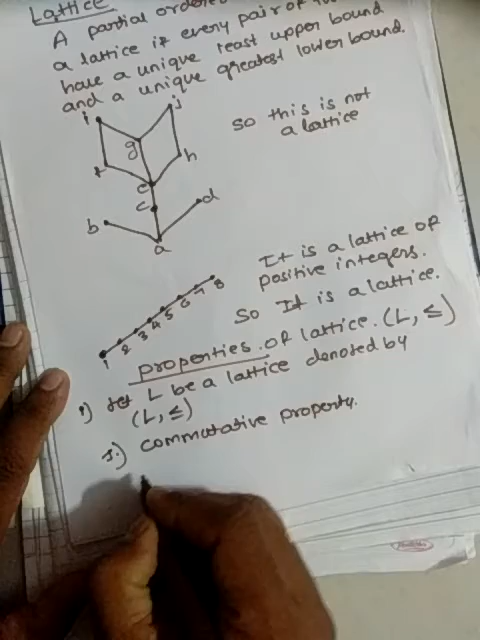 Lattice
A partial ordered
a lattice if every pair of
have a unique least upper bound
and a unique greatest lower bound.
i
j
g
f
h
e
c
b
d
a
So this is not
a lattice
1 2 3 4 5 6 7 8
It is a lattice of
positive integers.
So It is a lattice.
properties of lattice. (L, ≤)
1) Let L be a lattice denoted by
(L, ≤)
1.) commutative property.